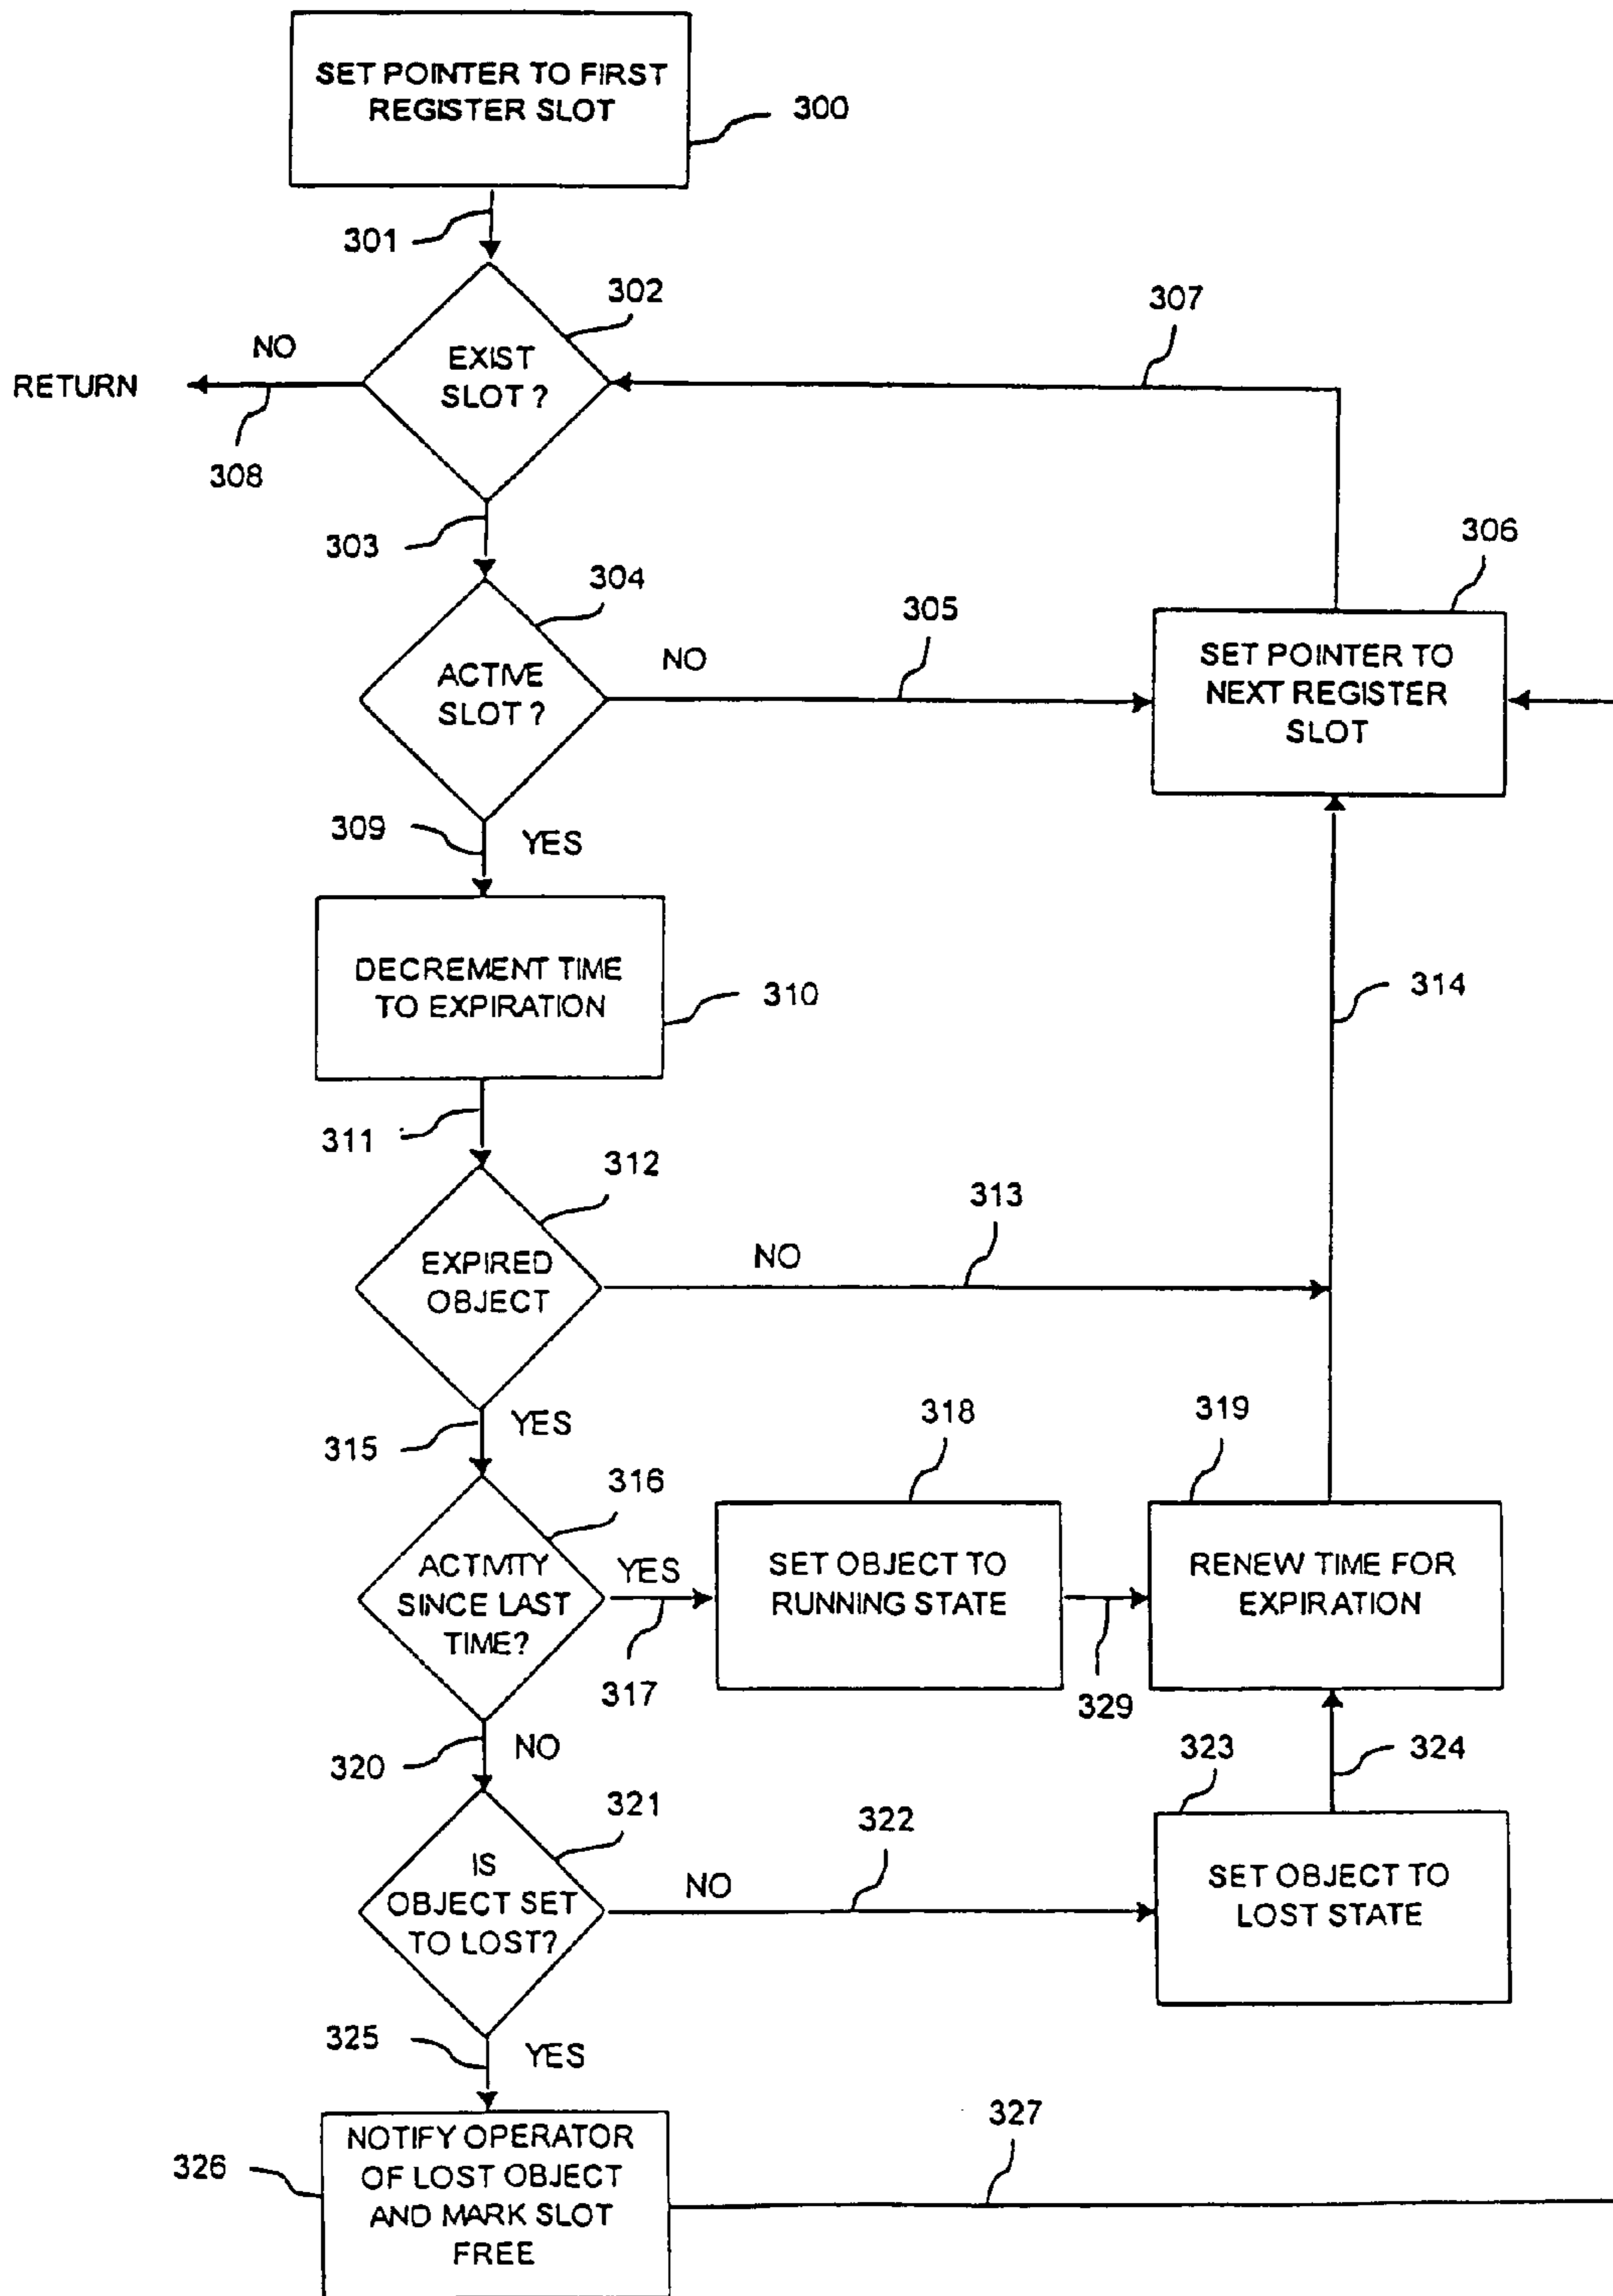 SET POINTER TO FIRST
REGISTER SLOT
300
301
302
307
NO
EXIST
SLOT ?
RETURN
308
303
304
306
305
NO
ACTIVE
SLOT ?
SET POINTER TO
NEXT REGISTER
SLOT
309
YES
DECREMENT TIME
TO EXPIRATION
310
314
311
312
313
NO
EXPIRED
OBJECT
315
YES
316
318
319
ACTIVITY
SINCE LAST
TIME?
YES
317
SET OBJECT TO
RUNNING STATE
329
RENEW TIME FOR
EXPIRATION
320
NO
323
324
321
322
IS
OBJECT SET
TO LOST?
NO
SET OBJECT TO
LOST STATE
325
YES
326
NOTIFY OPERATOR
OF LOST OBJECT
AND MARK SLOT
FREE
327